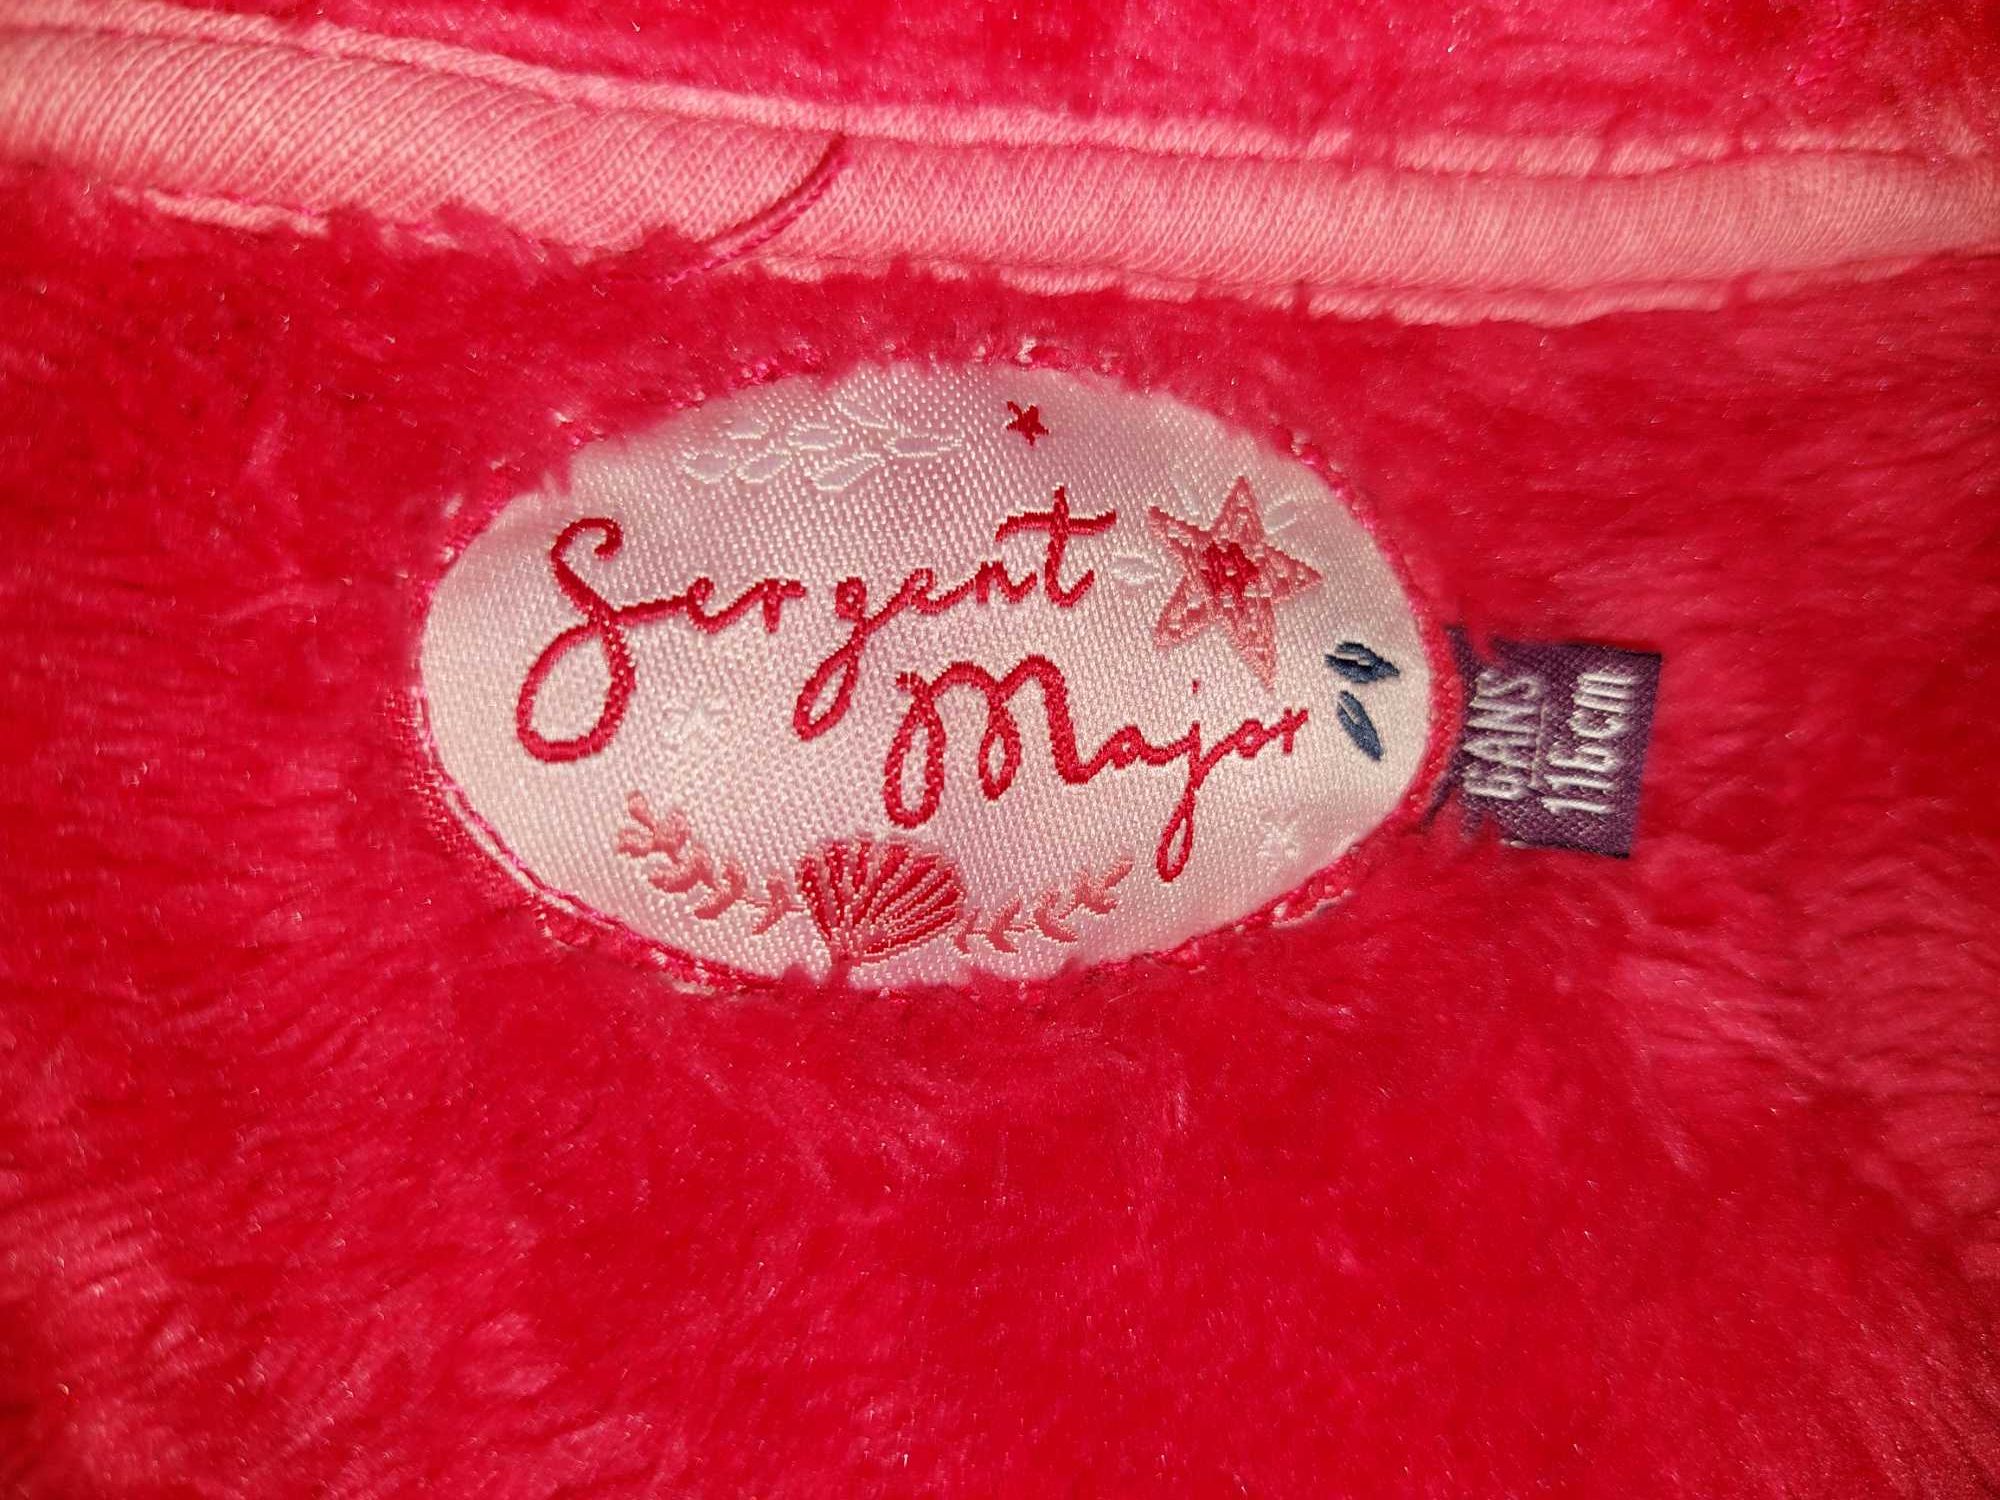 Sergent
Major
6ANS
116cm